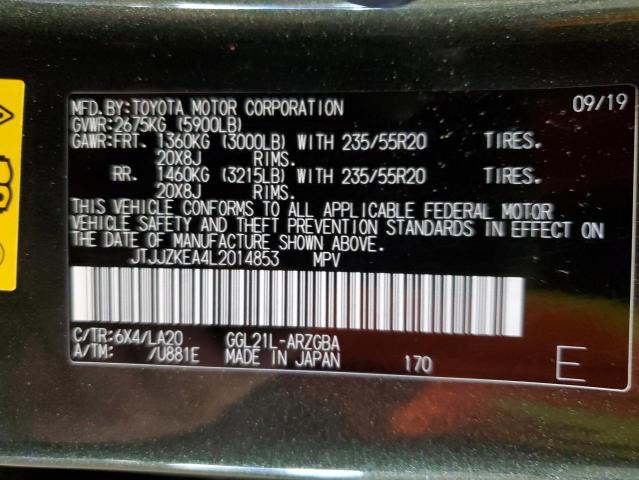 MFD.BY:TOYOTA MOTOR CORPORATION 09/19
GVWR:2675KG (5900LB)
GAWR:FRT. 1360KG (3000LB) WITH 235/55R20 TIRES.
20X8J RIMS.
RR. 1460KG (3215LB) WITH 235/55R20 TIRES.
20X8J RIMS.
THIS VEHICLE CONFORMS TO ALL APPLICABLE FEDERAL MOTOR
VEHICLE SAFETY AND THEFT PREVENTION STANDARDS IN EFFECT ON
THE DATE OF MANUFACTURE SHOWN ABOVE.
JTJJZKEA4L2014853 MPV
C/TR:6X4/LA20 GGL21L-ARZGBA
A/TM: /U881E MADE IN JAPAN 170 E